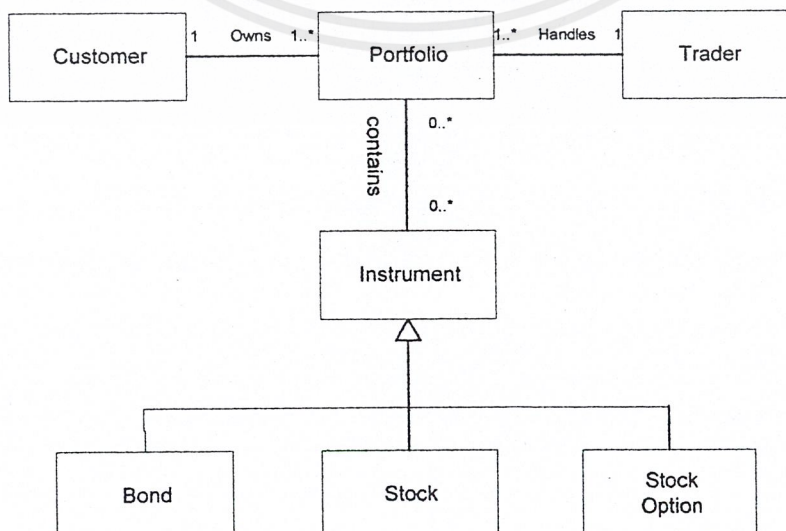 Customer
1 Owns 1..*
Portfolio
1..* Handles 1
Trader
contains
0..*
0..*
Instrument
Bond
Stock
Stock
Option